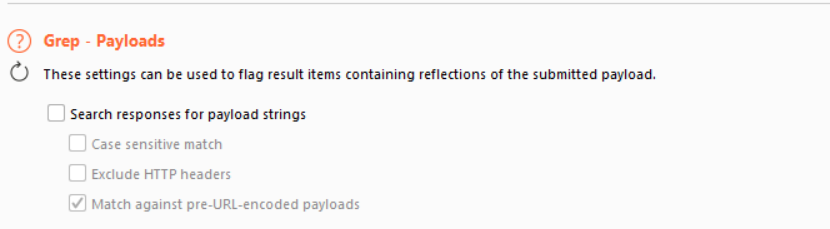 Grep - Payloads
These settings can be used to flag result items containing reflections of the submitted payload.
Search responses for payload strings
Case sensitive match
Exclude HTTP headers
Match against pre-URL-encoded payloads